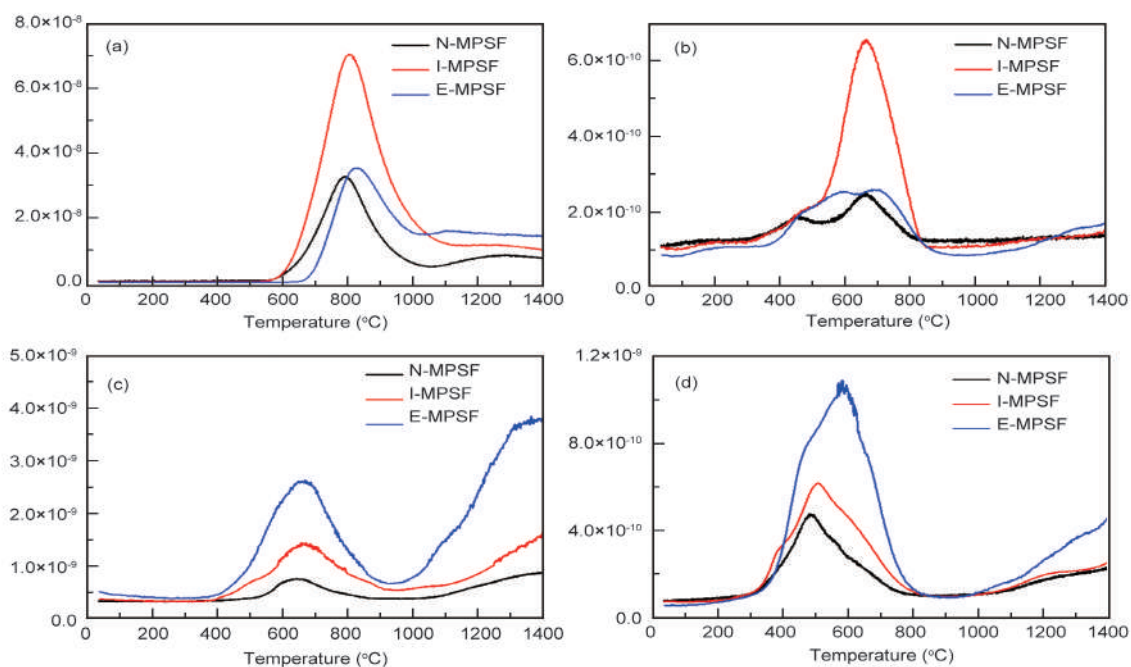 (a)
N-MPSF
I-MPSF
E-MPSF
8.0×10⁻⁸
6.0×10⁻⁸
4.0×10⁻⁸
2.0×10⁻⁸
0.0
0 200 400 600 800 1000 1200 1400
Temperature (°C)
(b)
N-MPSF
I-MPSF
E-MPSF
6.0×10⁻¹⁰
4.0×10⁻¹⁰
2.0×10⁻¹⁰
0.0
0 200 400 600 800 1000 1200 1400
Temperature (°C)
(c)
N-MPSF
I-MPSF
E-MPSF
5.0×10⁻⁹
4.0×10⁻⁹
3.0×10⁻⁹
2.0×10⁻⁹
1.0×10⁻⁹
0.0
0 200 400 600 800 1000 1200 1400
Temperature (°C)
(d)
N-MPSF
I-MPSF
E-MPSF
1.2×10⁻⁹
8.0×10⁻¹⁰
4.0×10⁻¹⁰
0.0
0 200 400 600 800 1000 1200 1400
Temperature (°C)